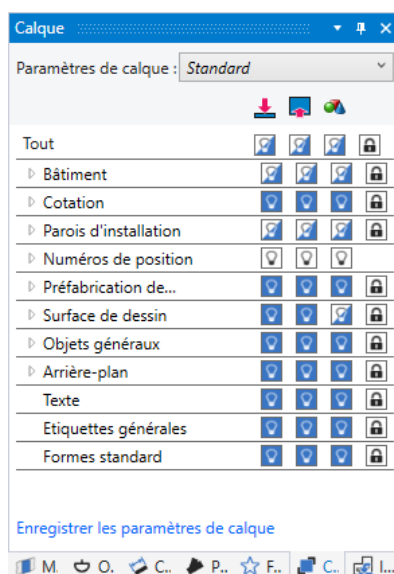 Calque
Paramètres de calque : Standard
Tout
Bâtiment
Cotation
Parois d'installation
Numéros de position
Préfabrication de...
Surface de dessin
Objets généraux
Arrière-plan
Texte
Etiquettes générales
Formes standard
Enregistrer les paramètres de calque
M. O. C.. P.. F.. C. I...